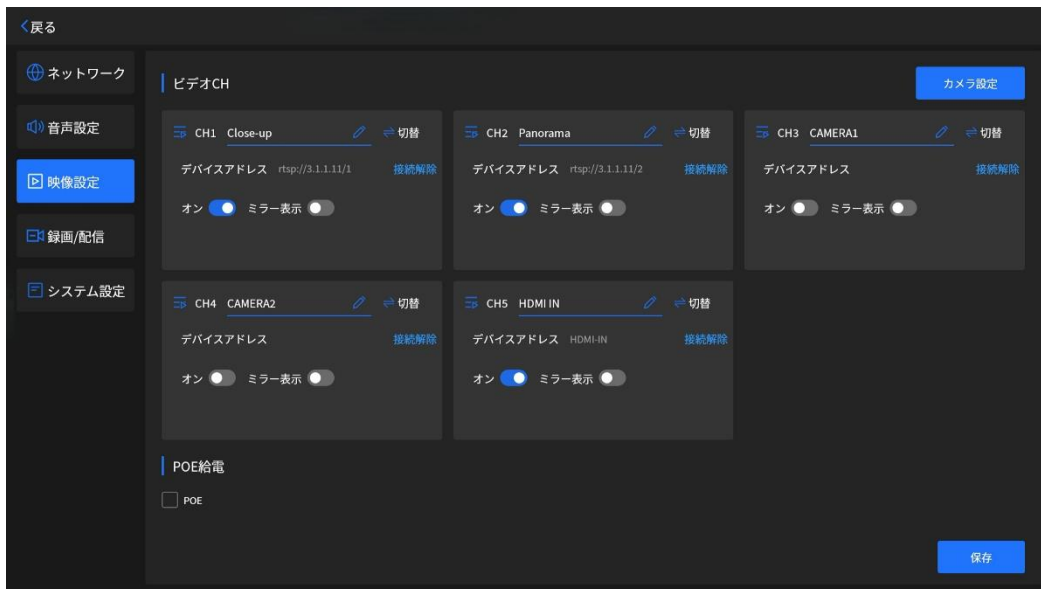 戻る
ネットワーク
音声設定
映像設定
録画/配信
システム設定
ビデオCH
カメラ設定
CH1 Close-up 切替
デバイスアドレス rtsp://3.1.1.11/1 接続解除
オン ミラー表示
CH2 Panorama 切替
デバイスアドレス rtsp://3.1.1.11/2 接続解除
オン ミラー表示
CH3 CAMERA1 切替
デバイスアドレス 接続解除
オン ミラー表示
CH4 CAMERA2 切替
デバイスアドレス 接続解除
オン ミラー表示
CH5 HDMI IN 切替
デバイスアドレス HDMI-IN 接続解除
オン ミラー表示
POE給電
POE
保存